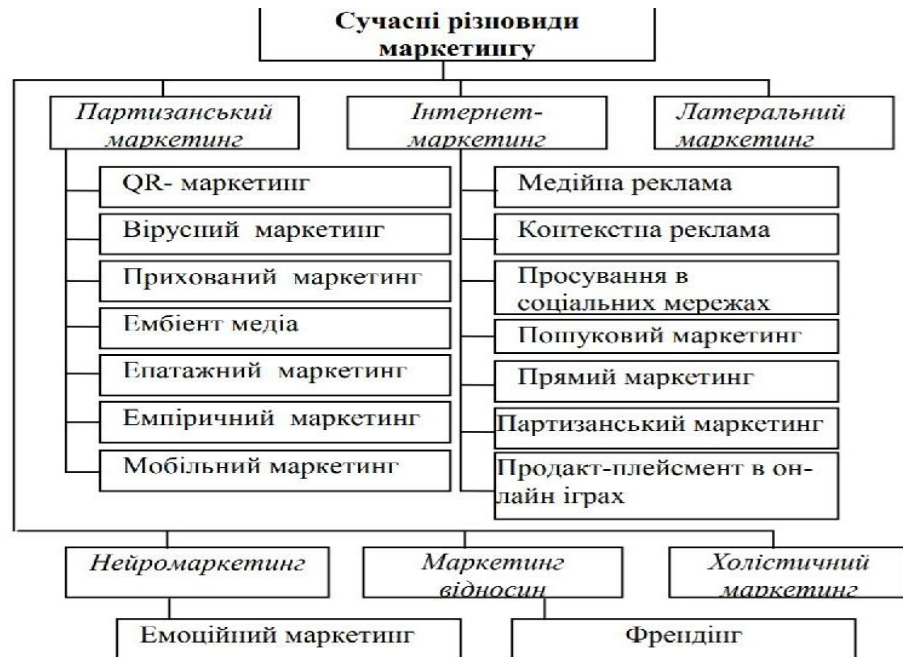 Сучасні різновиди
маркетингу
Партизанський
маркетинг
Інтернет-
маркетинг
Латеральний
маркетинг
QR- маркетинг
Вірусний маркетинг
Прихований маркетинг
Ембієнт медіа
Епатажний маркетинг
Емпіричний маркетинг
Мобільний маркетинг
Медійна реклама
Контекстна реклама
Просування в
соціальних мережах
Пошуковий маркетинг
Прямий маркетинг
Партизанський маркетинг
Продакт-плейсмент в он-
лайн іграх
Нейромаркетинг
Маркетинг
відносин
Холістичний
маркетинг
Емоційний маркетинг
Френдінг